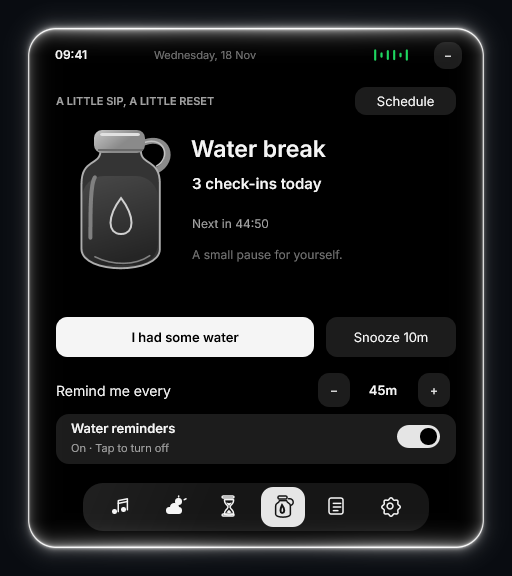 09:41
Wednesday, 18 Nov
–
A LITTLE SIP, A LITTLE RESET
Schedule
Water break
3 check-ins today
Next in 44:50
A small pause for yourself.
I had some water
Snooze 10m
Remind me every
– 45m +
Water reminders
On · Tap to turn off